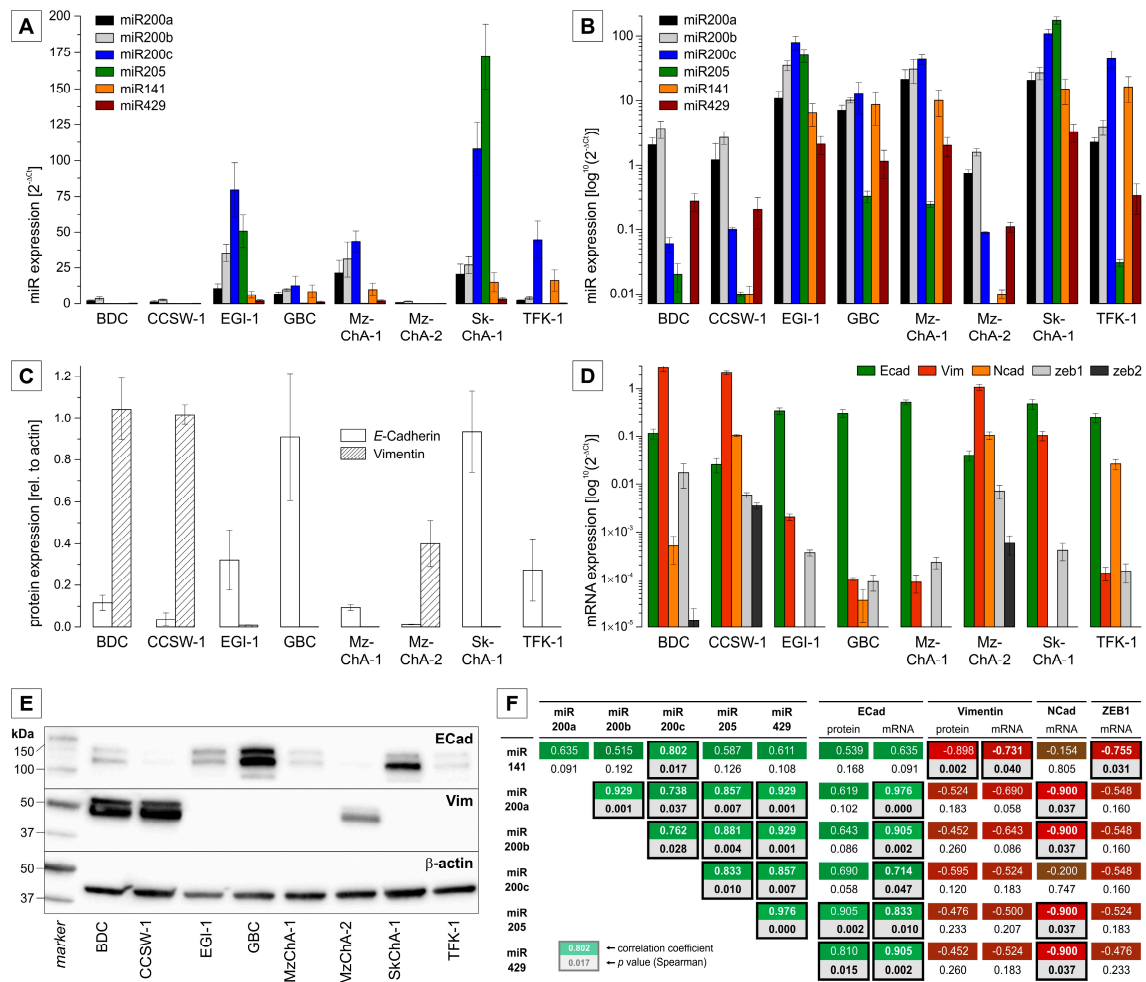 A
miR expression [2-ΔCt]
200
175
150
125
100
75
50
25
0
miR200a
miR200b
miR200c
miR205
miR141
miR429
BDC CCSW-1 EGI-1 GBC Mz-ChA-1 Mz-ChA-2 Sk-ChA-1 TFK-1
B
miR expression [log10(2-ΔCt)]
100
10
1
0.1
0.01
miR200a
miR200b
miR200c
miR205
miR141
miR429
BDC CCSW-1 EGI-1 GBC Mz-ChA-1 Mz-ChA-2 Sk-ChA-1 TFK-1
C
protein expression [rel. to actin]
1.2
1.0
0.8
0.6
0.4
0.2
0.0
E-Cadherin
Vimentin
BDC CCSW-1 EGI-1 GBC Mz-ChA-1 Mz-ChA-2 Sk-ChA-1 TFK-1
D
mRNA expression [log10(2-ΔCt)]
Ecad Vim Ncad zeb1 zeb2
1
0.1
0.01
1×10-3
1×10-4
1×10-5
BDC CCSW-1 EGI-1 GBC Mz-ChA-1 Mz-ChA-2 Sk-ChA-1 TFK-1
E
kDa
150
100
ECad
50
37
Vim
50
37
β-actin
marker BDC CCSW-1 EGI-1 GBC MzChA-1 MzChA-2 SkChA-1 TFK-1
F
miR 200a miR 200b miR 200c miR 205 miR 429 ECad Vimentin NCad ZEB1
protein mRNA protein mRNA mRNA mRNA
miR 0.635 0.515 0.802 0.587 0.611 0.539 0.635 -0.898 -0.731 -0.154 -0.755
141 0.091 0.192 0.017 0.126 0.108 0.168 0.091 0.002 0.040 0.805 0.031
miR 0.929 0.738 0.857 0.929 0.619 0.976 -0.524 -0.690 -0.900 -0.548
200a 0.001 0.037 0.007 0.001 0.102 0.000 0.183 0.058 0.037 0.160
miR 0.762 0.881 0.929 0.643 0.905 -0.452 -0.643 -0.900 -0.548
200b 0.028 0.004 0.001 0.086 0.002 0.260 0.086 0.037 0.160
miR 0.833 0.857 0.690 0.714 -0.595 -0.524 -0.200 -0.548
200c 0.010 0.007 0.058 0.047 0.120 0.183 0.747 0.160
miR 0.976 0.905 0.833 -0.476 -0.500 -0.900 -0.524
205 0.000 0.002 0.010 0.233 0.207 0.037 0.183
miR 0.810 0.905 -0.452 -0.524 -0.900 -0.476
429 0.015 0.002 0.260 0.183 0.037 0.233
0.802 ← correlation coefficient
0.017 ← p value (Spearman)